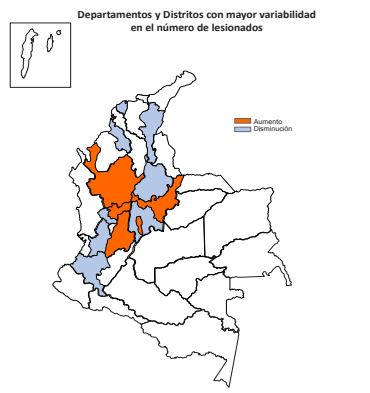 Departamentos y Distritos con mayor variabilidad
en el número de lesionados
Aumento
Disminución